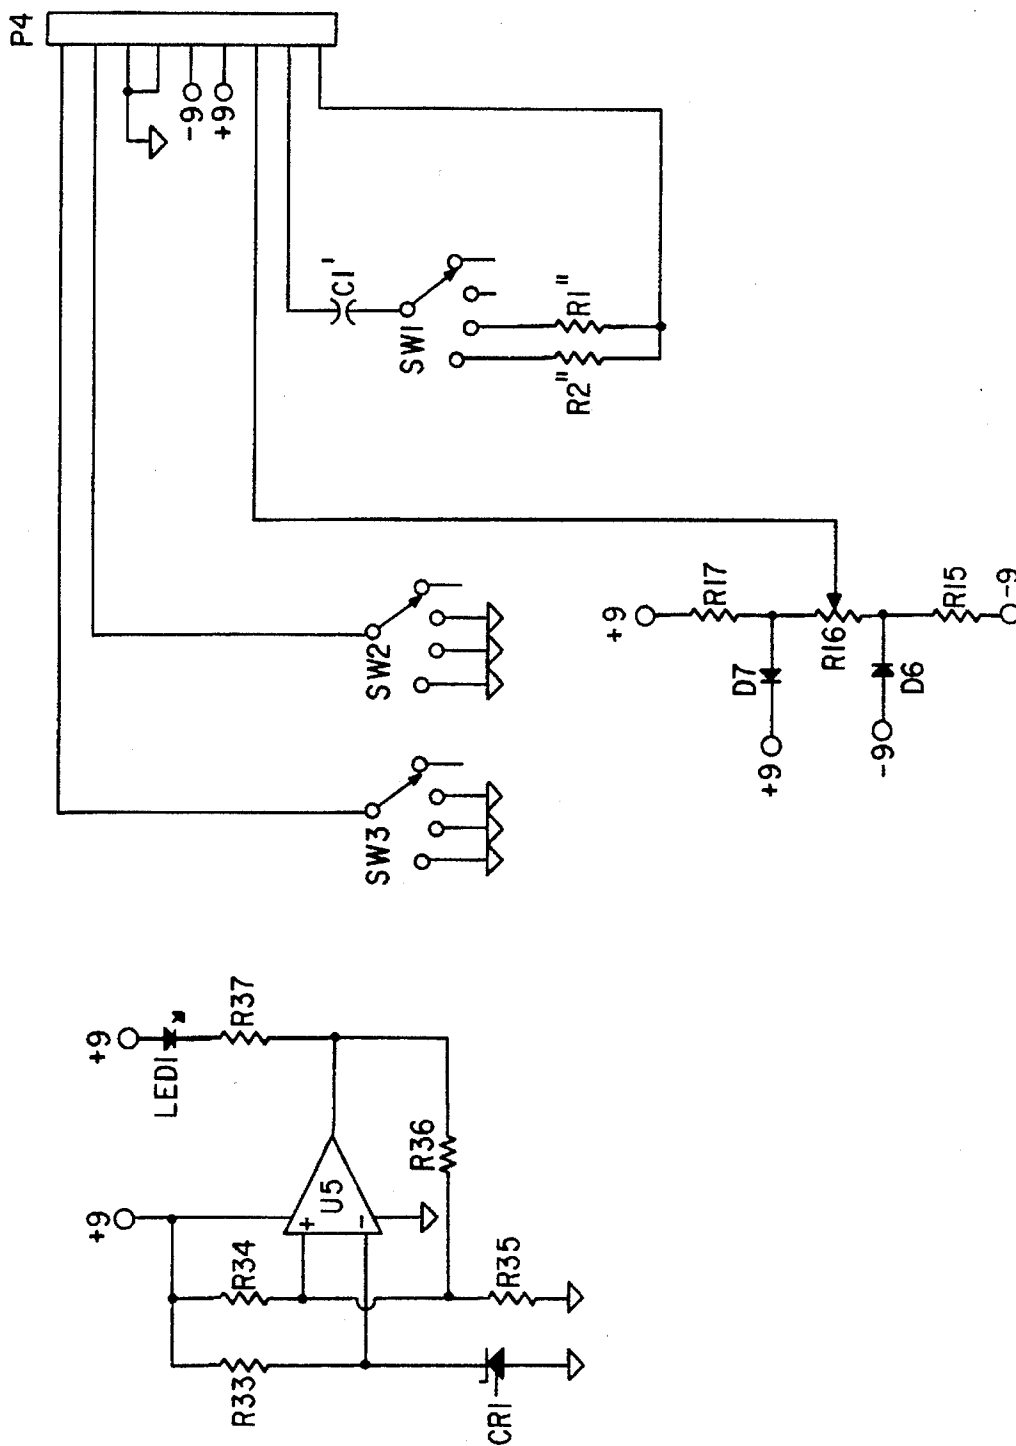 P4
-9
+9
C1'
SW1
R1"
R2"
SW2
SW3
+9
R17
D7
+9
R16
-9
D6
R15
-9
+9
LED1
R37
+9
U5
+
-
R36
R34
R33
R35
CR1